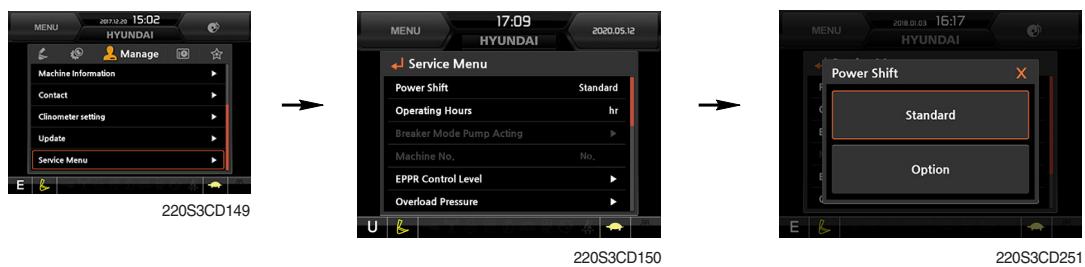 MENU
2017.12.20 15:02
HYUNDAI
Manage
Machine Information
Contact
Clinometer setting
Update
Service Menu
E
220S3CD149
MENU
17:09
HYUNDAI
2020.05.12
Service Menu
Power Shift Standard
Operating Hours hr
Breaker Mode Pump Acting
Machine No. No.
EPPR Control Level
Overload Pressure
U
220S3CD150
MENU
2018.01.03 16:17
HYUNDAI
Power Shift X
Standard
Option
E
220S3CD251